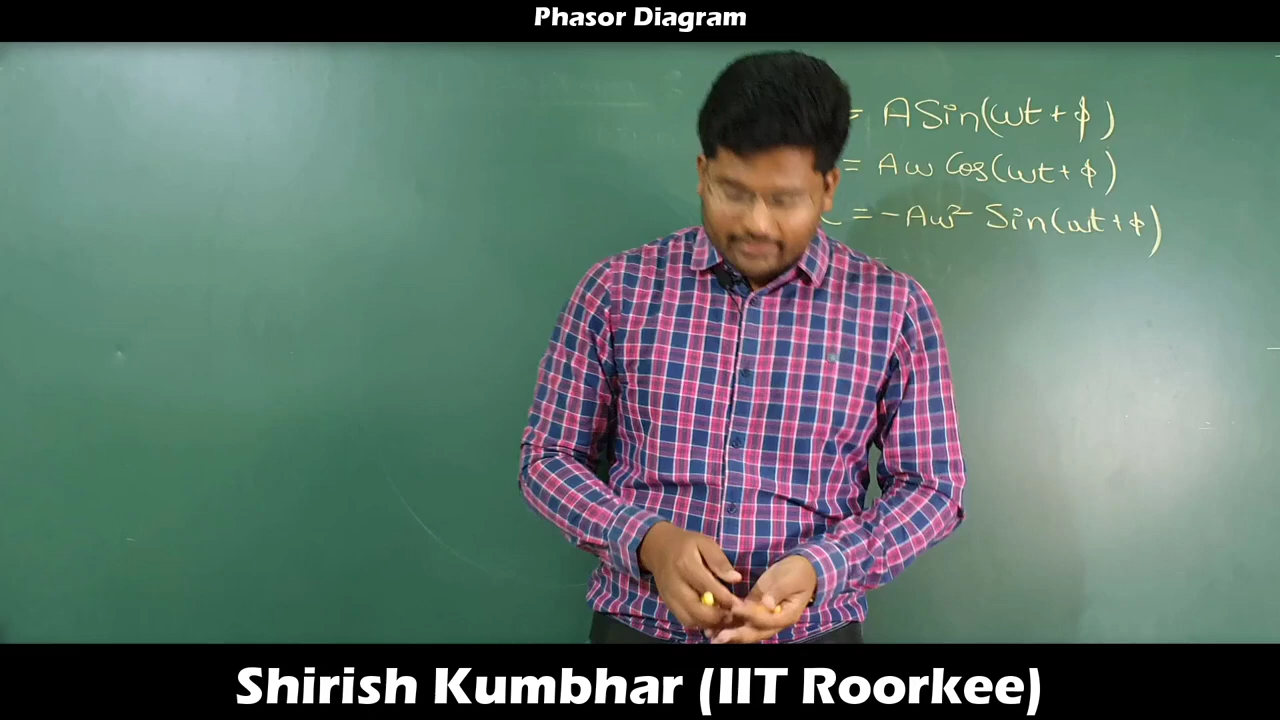 Phasor Diagram
= ASin(ωt + φ)
= Aω Cos(ωt + φ)
= -Aω² Sin(ωt + φ)
Shirish Kumbhar (IIT Roorkee)